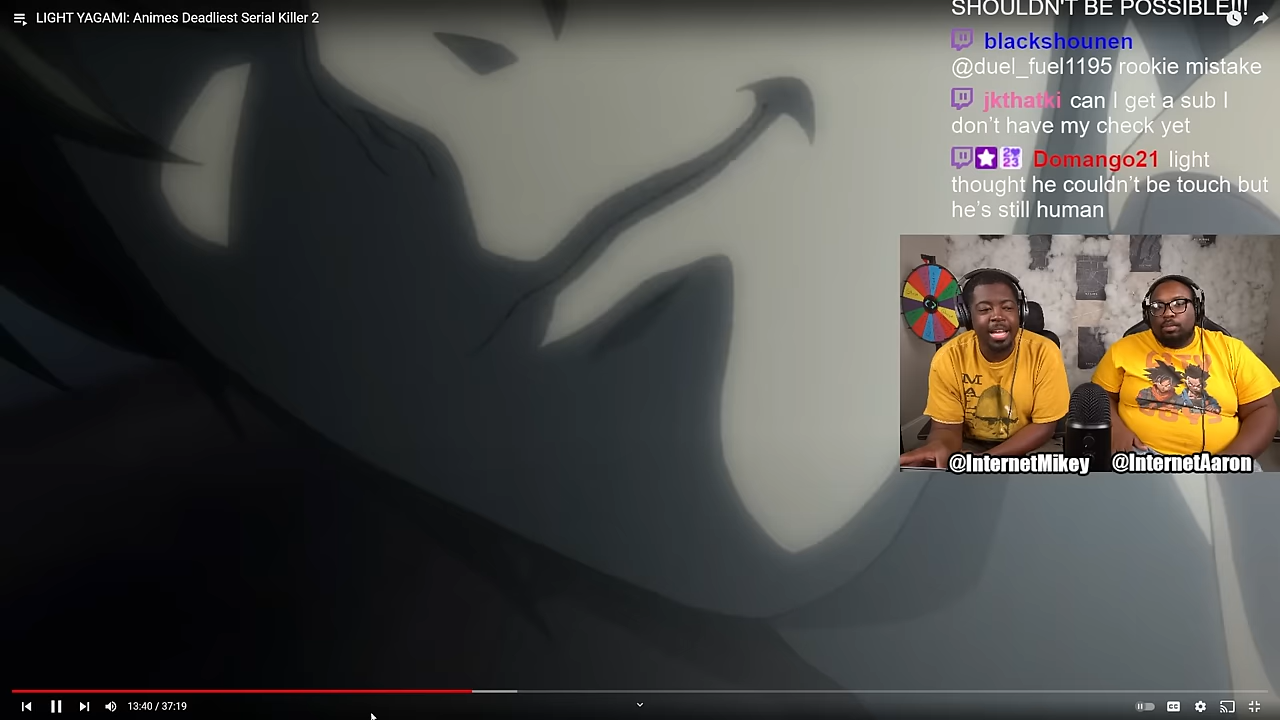 LIGHT YAGAMI: Animes Deadliest Serial Killer 2
SHOULDN'T BE POSSIBLE!!!
blackshounen
@duel_fuel1195 rookie mistake
jkthatki can I get a sub I
don't have my check yet
Domango21 light
thought he couldn't be touch but
he's still human
@InternetMikey @InternetAaron
13:40 / 37:19